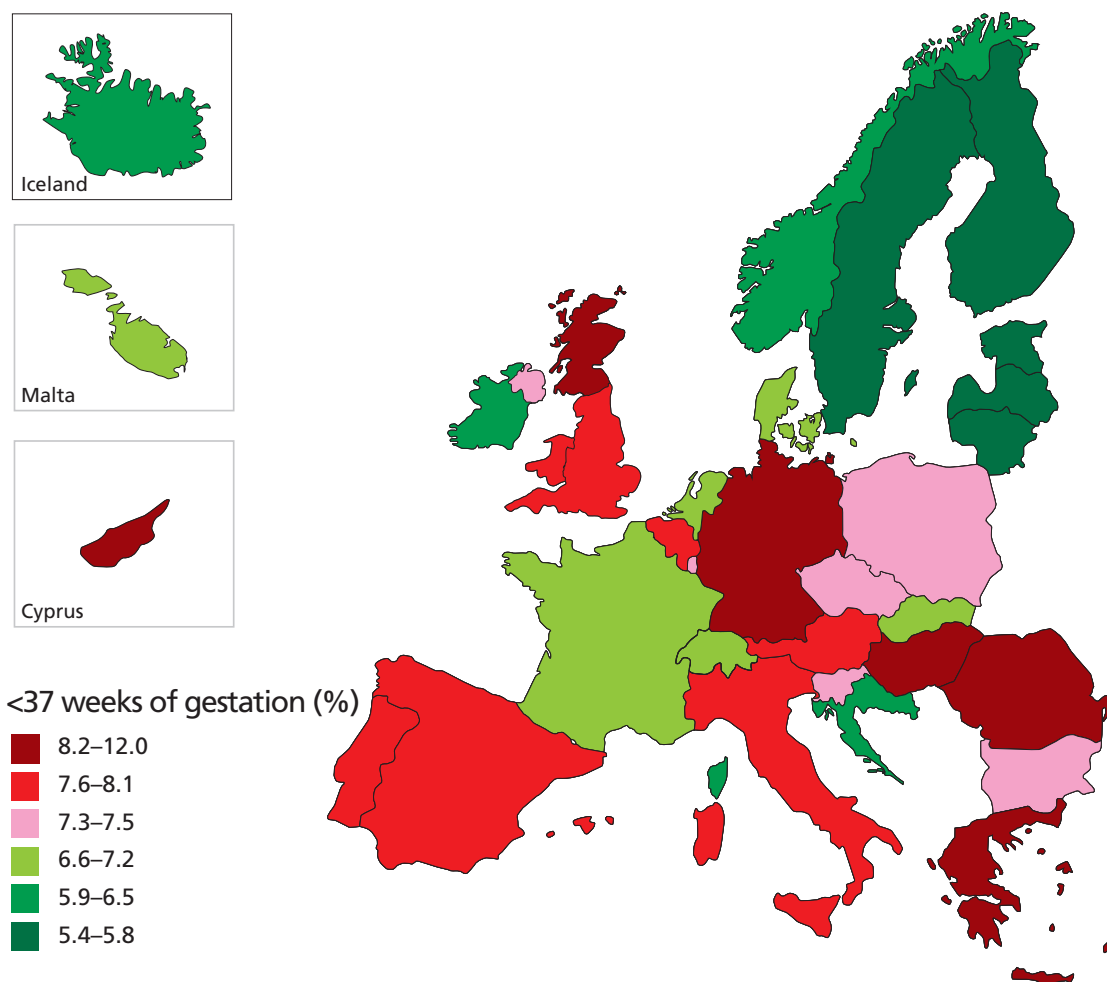 Iceland
Malta
Cyprus
<37 weeks of gestation (%)
8.2–12.0
7.6–8.1
7.3–7.5
6.6–7.2
5.9–6.5
5.4–5.8